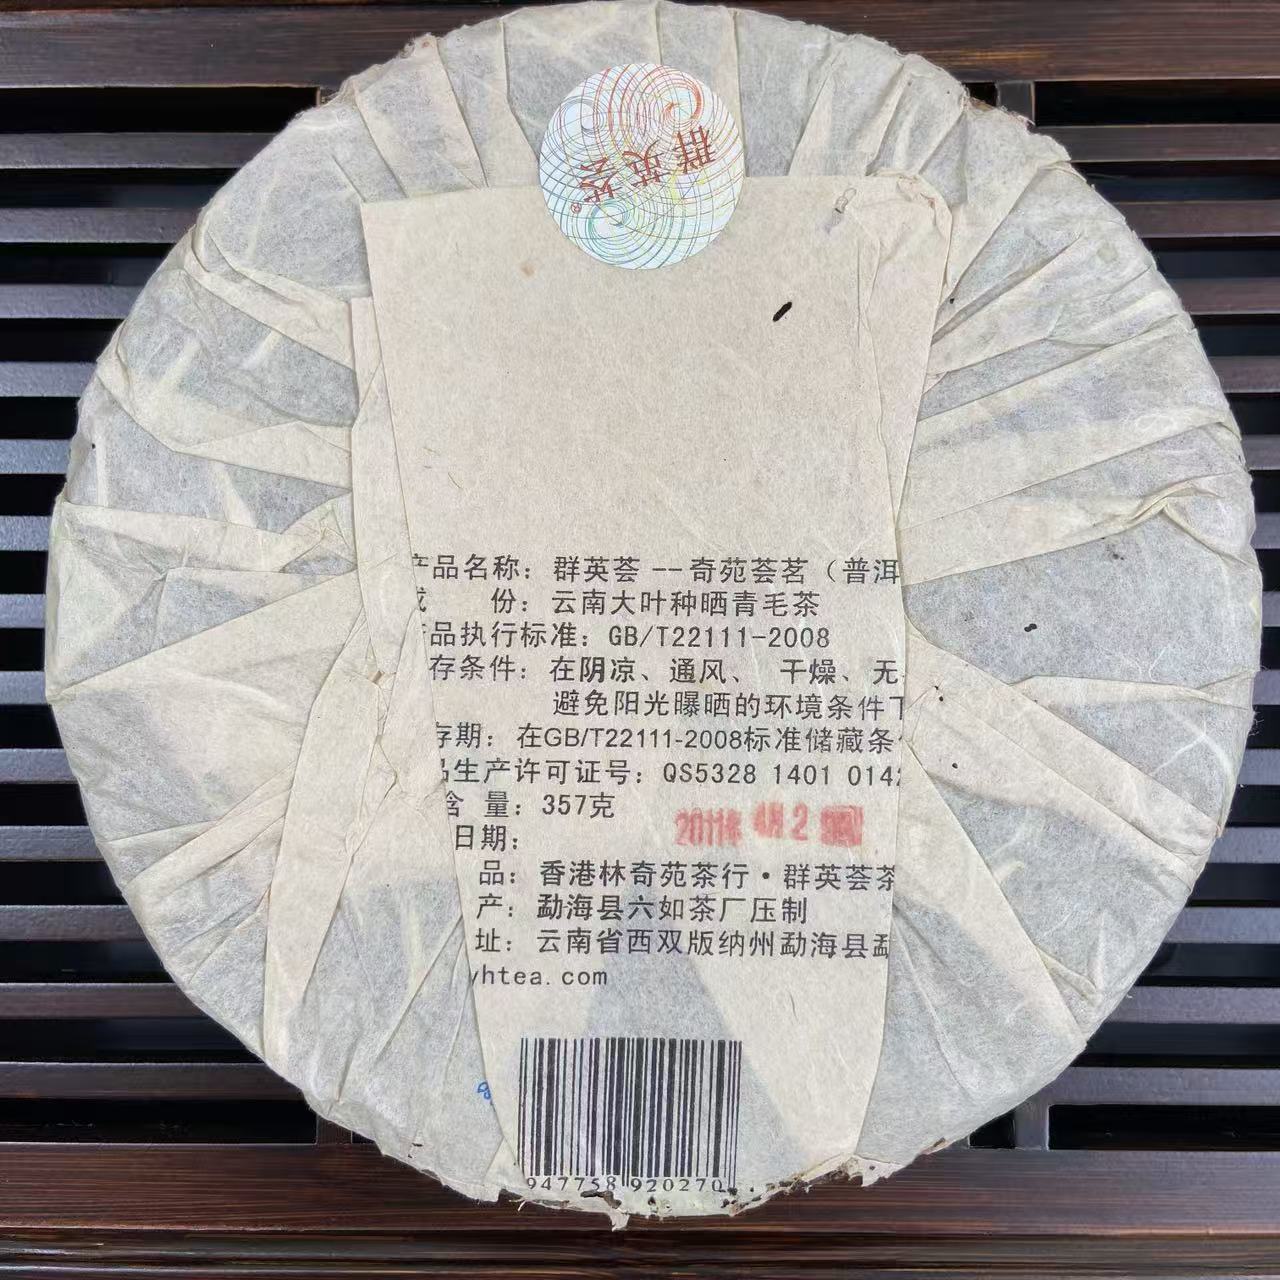 群英荟®
产品名称：群英荟 -- 奇苑荟茗（普洱
份：云南大叶种晒青毛茶
品执行标准：GB/T22111-2008
存条件：在阴凉、通风、 干燥、无
避免阳光曝晒的环境条件下
存期：在GB/T22111-2008标准储藏条
生产许可证号：QS5328 1401 014
含 量：357克
日期：
2011年 4月 2
品：香港林奇苑茶行·群英荟茶
产：勐海县六如茶厂压制
址：云南省西双版纳州勐海县勐
yhtea.com
947758 920270